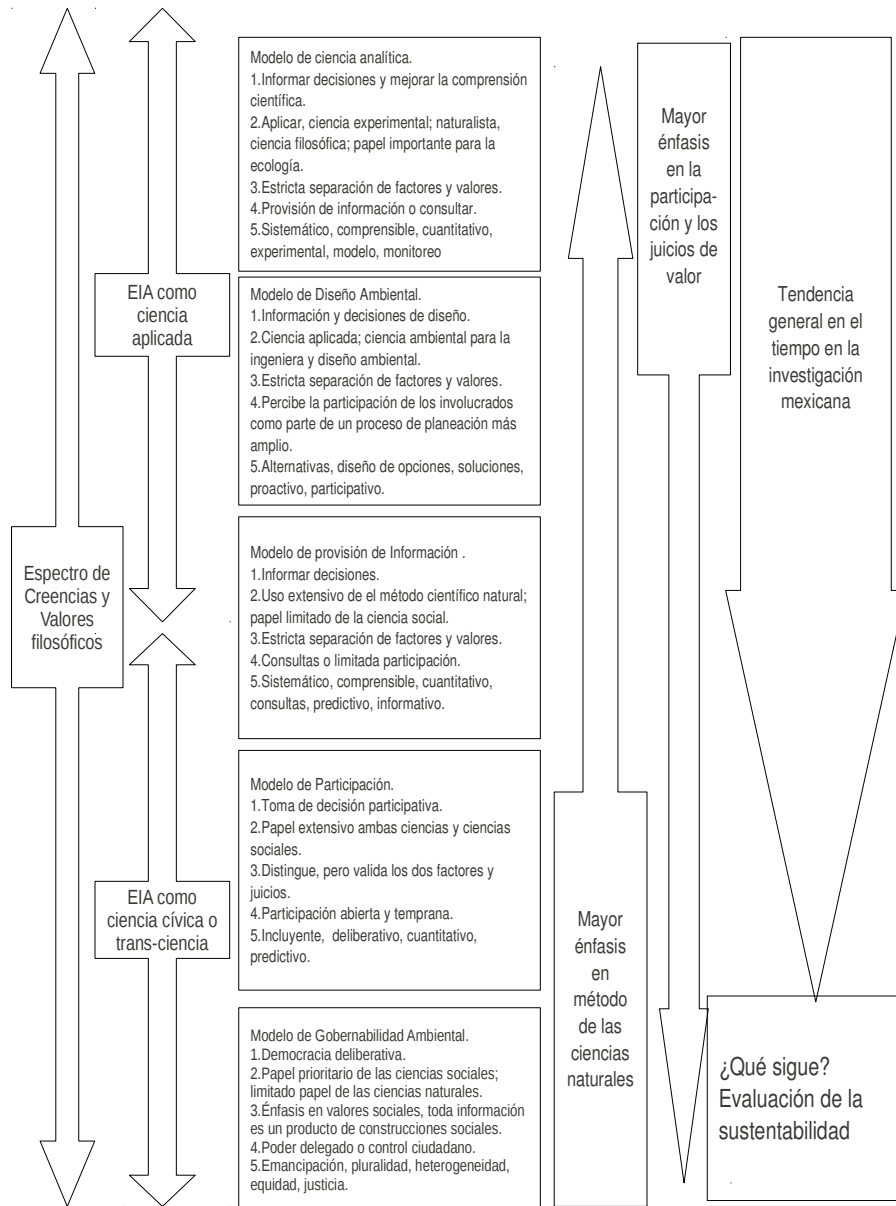 Espectro de
Creencias y
Valores
filosóficos
EIA como
ciencia
aplicada
EIA como
ciencia cívica o
trans-ciencia
Modelo de ciencia analítica.
1.Informar decisiones y mejorar la comprensión
científica.
2.Aplicar, ciencia experimental; naturalista,
ciencia filosófica; papel importante para la
ecología.
3.Estricta separación de factores y valores.
4.Provisión de información o consultar.
5.Sistemático, comprensible, cuantitativo,
experimental, modelo, monitoreo
Modelo de Diseño Ambiental.
1.Información y decisiones de diseño.
2.Ciencia aplicada; ciencia ambiental para la
ingeniera y diseño ambiental.
3.Estricta separación de factores y valores.
4.Percibe la participación de los involucrados
como parte de un proceso de planeación más
amplio.
5.Alternativas, diseño de opciones, soluciones,
proactivo, participativo.
Modelo de provisión de Información .
1.Informar decisiones.
2.Uso extensivo de el método científico natural;
papel limitado de la ciencia social.
3.Estricta separación de factores y valores.
4.Consultas o limitada participación.
5.Sistemático, comprensible, cuantitativo,
consultas, predictivo, informativo.
Modelo de Participación.
1.Toma de decisión participativa.
2.Papel extensivo ambas ciencias y ciencias
sociales.
3.Distingue, pero valida los dos factores y
juicios.
4.Participación abierta y temprana.
5.Incluyente, deliberativo, cuantitativo,
predictivo.
Modelo de Gobernabilidad Ambiental.
1.Democracia deliberativa.
2.Papel prioritario de las ciencias sociales;
limitado papel de las ciencias naturales.
3.Énfasis en valores sociales, toda información
es un producto de construcciones sociales.
4.Poder delegado o control ciudadano.
5.Emancipación, pluralidad, heterogeneidad,
equidad, justicia.
Mayor
énfasis
en
método
de las
ciencias
naturales
Mayor
énfasis
en la
participa-
ción y los
juicios de
valor
Tendencia
general en el
tiempo en la
investigación
mexicana
¿Qué sigue?
Evaluación de la
sustentabilidad